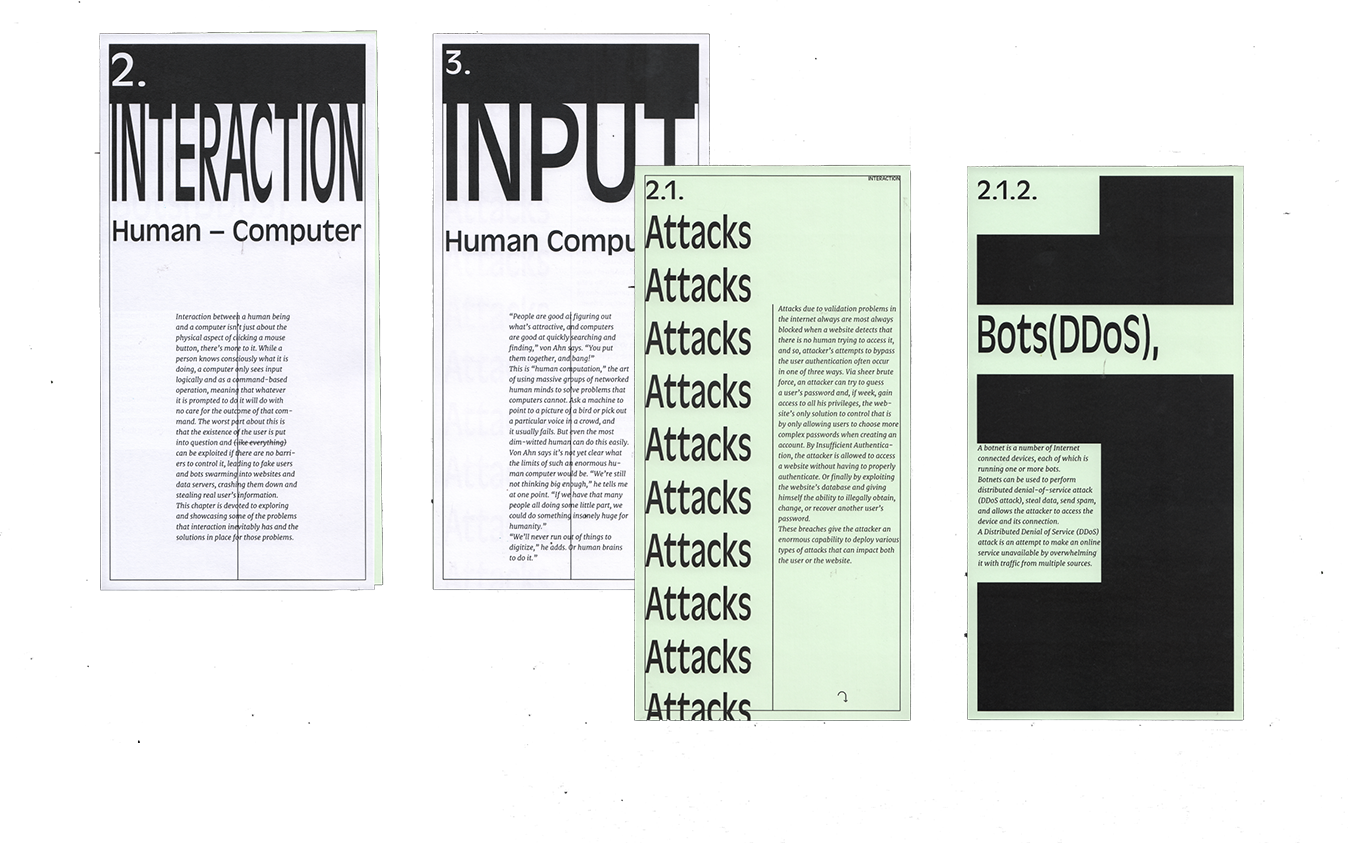 2.
INTERACTION
Human – Computer
Interaction between a human being
and a computer isn't just about the
physical aspect of clicking a mouse
button, there's more to it. While a
person knows consciously what it is
doing, a computer only sees input
logically and as a command-based
operation, meaning that whatever
it is prompted to do it will do with
no care for the outcome of that com-
mand. The worst part about this is
that the existence of the user is put
into question and (like everything)
can be exploited if there are no barri-
ers to control it, leading to fake users
and bots swarming into websites and
data servers, crashing them down and
stealing real user's information.
This chapter is devoted to exploring
and showcasing some of the problems
that interaction inevitably has and the
solutions in place for those problems.
3.
INPUT
Human Compu
“People are good at figuring out
what's attractive, and computers
are good at quickly searching and
finding,” von Ahn says. “You put
them together, and bang!”
This is “human computation,” the art
of using massive groups of networked
human minds to solve problems that
computers cannot. Ask a machine to
point to a picture of a bird or pick out
a particular voice in a crowd, and
it usually fails. But even the most
dim-witted human can do this easily.
Von Ahn says it's not yet clear what
the limits of such an enormous hu-
man computer would be. “We're still
not thinking big enough,” he tells me
at one point. “If we have that many
people all doing some little part, we
could do something insanely huge for
humanity.”
“We'll never run out of things to
digitize,” he adds. Or human brains
to do it.”
INTERACTION
2.1.
Attacks
Attacks
Attacks
Attacks
Attacks
Attacks
Attacks
Attacks
Attacks
Attacks
Attacks due to validation problems in
the internet always are most always
blocked when a website detects that
there is no human trying to access it,
and so, attacker's attempts to bypass
the user authentication often occur
in one of three ways. Via sheer brute
force, an attacker can try to guess
a user's password and, if week, gain
access to all his privileges, the web-
site's only solution to control that is
by only allowing users to choose more
complex passwords when creating an
account. By Insufficient Authentica-
tion, the attacker is allowed to access
a website without having to properly
authenticate. Or finally by exploiting
the website's database and giving
himself the ability to illegally obtain,
change, or recover another user's
password.
These breaches give the attacker an
enormous capability to deploy various
types of attacks that can impact both
the user or the website.
2.1.2.
Bots(DDoS),
A botnet is a number of Internet
connected devices, each of which is
running one or more bots.
Botnets can be used to perform
distributed denial-of-service attack
(DDoS attack), steal data, send spam,
and allows the attacker to access the
device and its connection.
A Distributed Denial of Service (DDoS)
attack is an attempt to make an online
service unavailable by overwhelming
it with traffic from multiple sources.